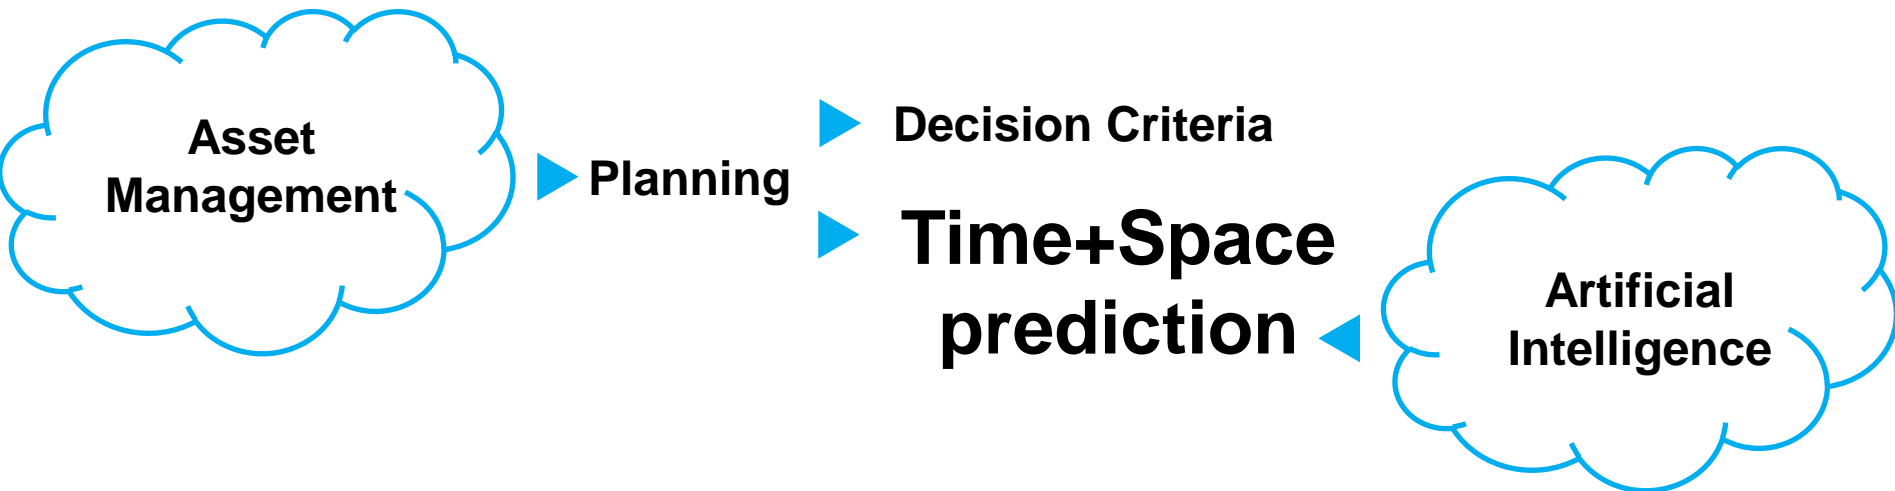 Asset
Management
Planning
Decision Criteria
Time+Space
prediction
Artificial
Intelligence